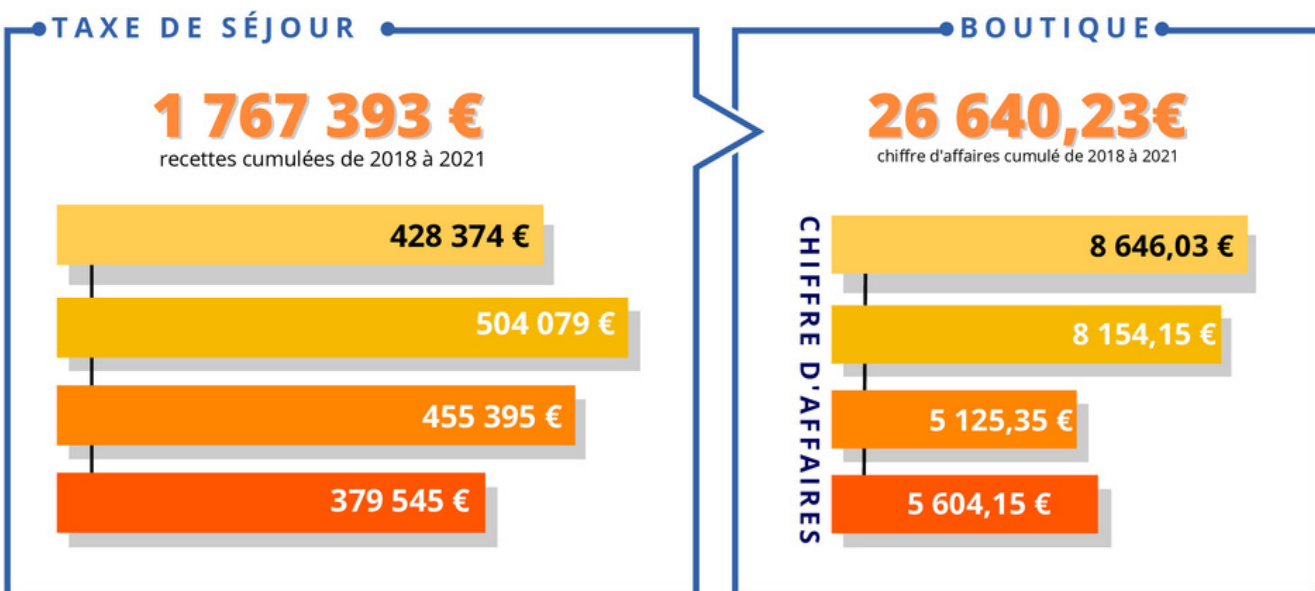 TAXE DE SÉJOUR
1 767 393 €
recettes cumulées de 2018 à 2021
428 374 €
504 079 €
455 395 €
379 545 €
BOUTIQUE
26 640,23€
chiffre d'affaires cumulé de 2018 à 2021
CHIFFRE D'AFFAIRES
8 646,03 €
8 154,15 €
5 125,35 €
5 604,15 €